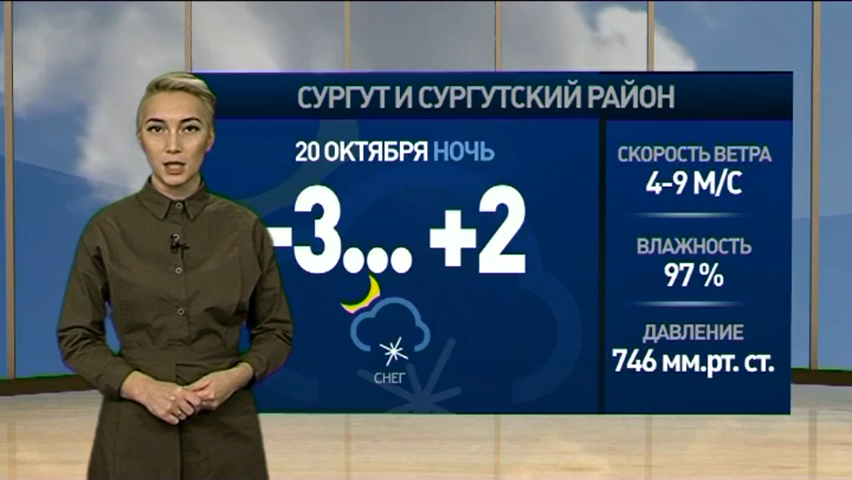 СУРГУТ И СУРГУТСКИЙ РАЙОН
20 ОКТЯБРЯ НОЧЬ
-3... +2
СНЕГ
СКОРОСТЬ ВЕТРА
4-9 М/С
ВЛАЖНОСТЬ
97 %
ДАВЛЕНИЕ
746 мм.рт. ст.